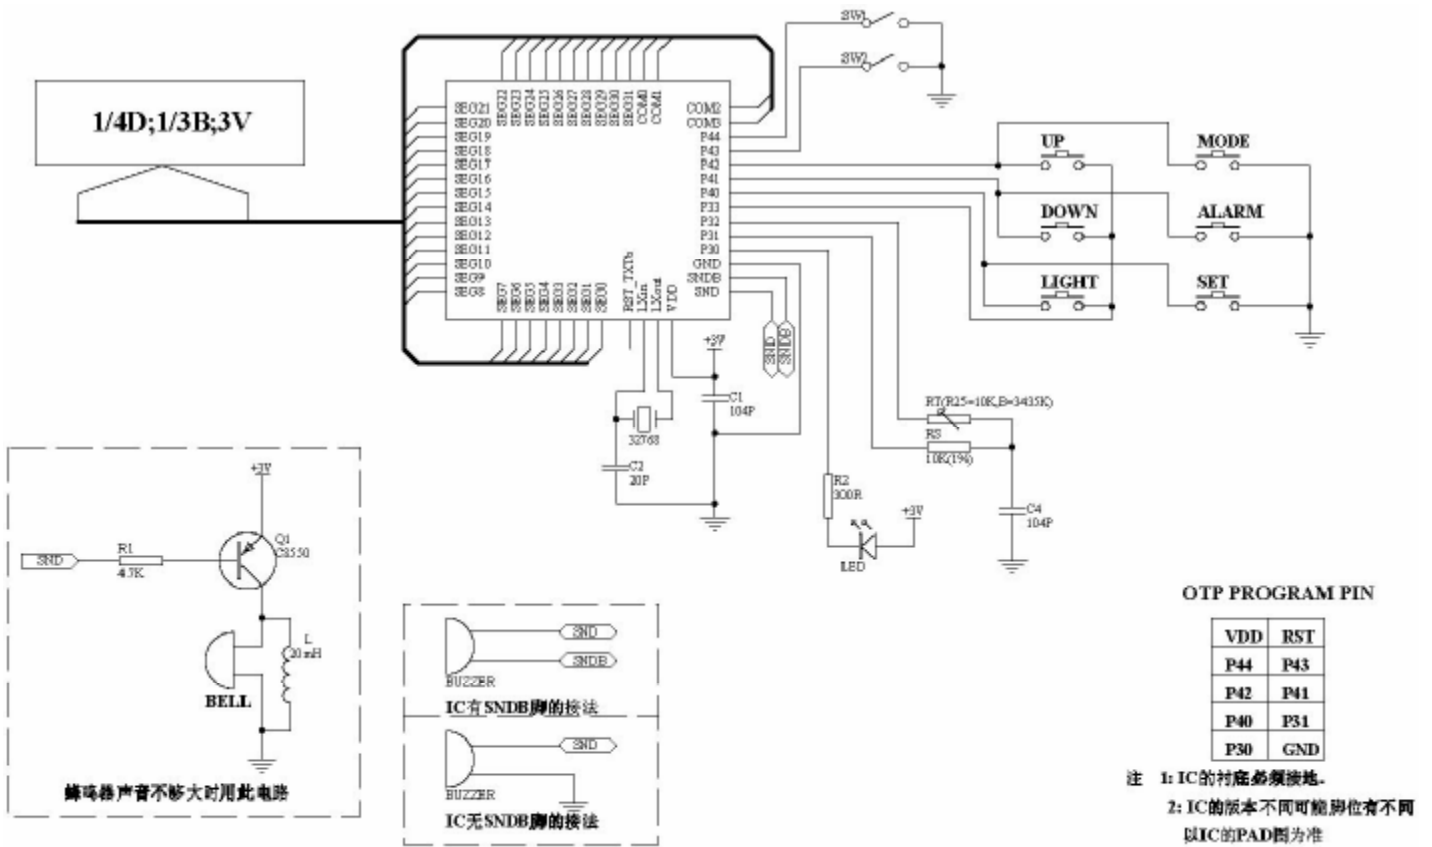 SW1
SW2
1/4D;1/3B;3V
SEG22
SEG23
SEG24
SEG25
SEG26
SEG27
SEG28
SEG29
SEG30
SEG31
COM0
COM1
SEG21
SEG20
SEG19
SEG18
SEG17
SEG16
SEG15
SEG14
SEG13
SEG12
SEG11
SEG10
SEG9
SEG8
COM2
COM3
P44
P43
P42
P41
P40
P33
P32
P31
P30
GND
SNDB
SND
SEG7
SEG6
SEG5
SEG4
SEG3
SEG2
SEG1
SEG0
LXin
LXout
VDD
UP
MODE
DOWN
ALARM
LIGHT
SET
SND
SNDB
+3V
C1
104P
32768
C2
20P
RT(R25=10K,B=3435K)
RS
10K(1%)
R2
300R
+3V
LED
C4
104P
+3V
Q1
C8550
SND
R1
4.7K
L
20mH
BELL
蜂鸣器声音不够大时用此电路
SND
SNDB
BUZZER
IC有SNDB脚的接法
SND
BUZZER
IC无SNDB脚的接法
OTP PROGRAM PIN
VDD RST
P44 P43
P42 P41
P40 P31
P30 GND
注 1: IC的衬底必须接地.
2: IC的版本不同可能脚位有不同
以IC的PAD图为准